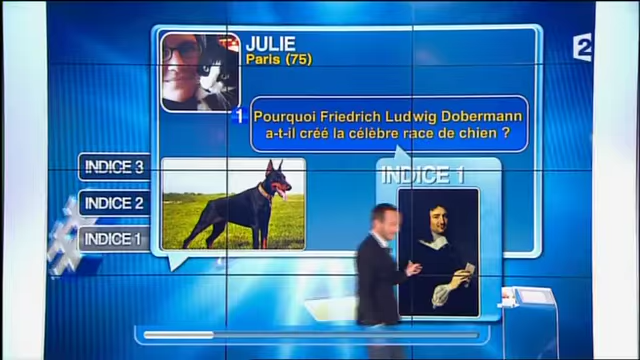 JULIE
Paris (75)
2
1
Pourquoi Friedrich Ludwig Dobermann
a-t-il créé la célèbre race de chien ?
INDICE 3
INDICE 2
INDICE 1
INDICE 1